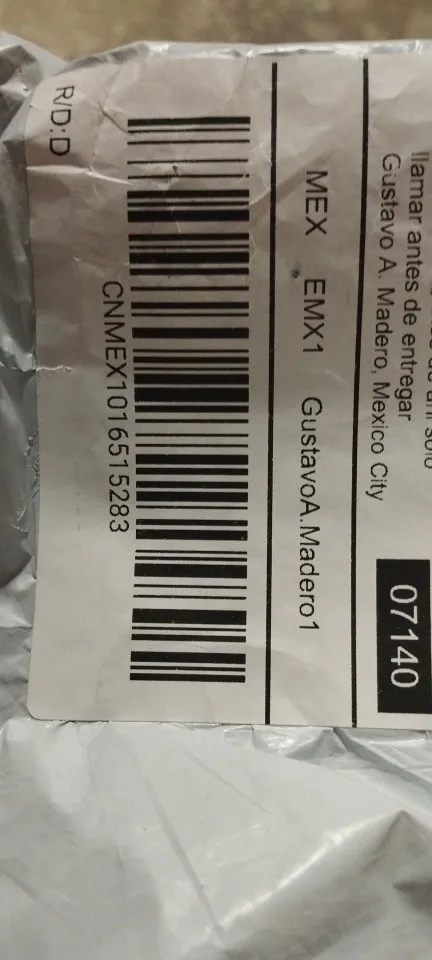 llamar antes de entregar
Gustavo A. Madero, Mexico City
07140
MEX EMX1 GustavoA.Madero1
CNMEX1016515283
R/D:D